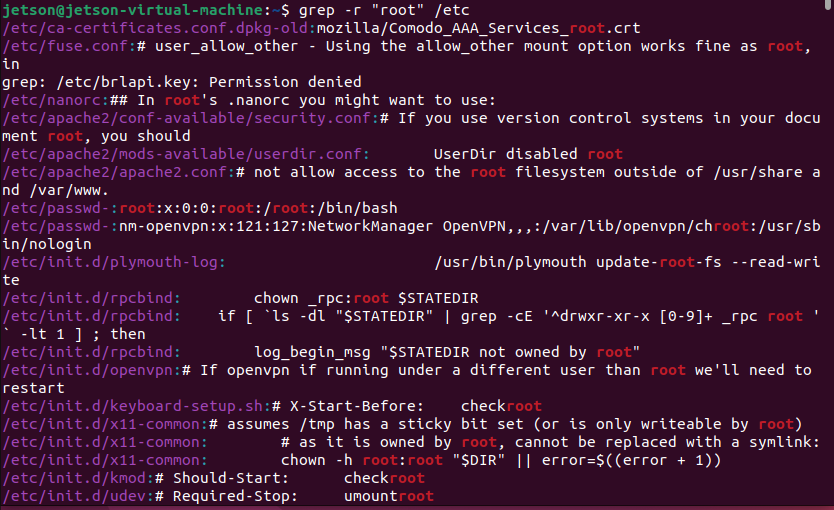 jetson@jetson-virtual-machine:~$ grep -r "root" /etc
/etc/ca-certificates.conf.dpkg-old:mozilla/Comodo_AAA_Services_root.crt
/etc/fuse.conf:# user_allow_other - Using the allow_other mount option works fine as root,
in
grep: /etc/brlapi.key: Permission denied
/etc/nanorc:## In root's .nanorc you might want to use:
/etc/apache2/conf-available/security.conf:# If you use version control systems in your docu
ment root, you should
/etc/apache2/mods-available/userdir.conf:       UserDir disabled root
/etc/apache2/apache2.conf:# not allow access to the root filesystem outside of /usr/share a
nd /var/www.
/etc/passwd-:root:x:0:0:root:/root:/bin/bash
/etc/passwd-:nm-openvpn:x:121:127:NetworkManager OpenVPN,,,:/var/lib/openvpn/chroot:/usr/sb
in/nologin
/etc/init.d/plymouth-log:                       /usr/bin/plymouth update-root-fs --read-wri
te
/etc/init.d/rpcbind:        chown _rpc:root $STATEDIR
/etc/init.d/rpcbind:    if [ `ls -dl "$STATEDIR" | grep -cE '^drwxr-xr-x [0-9]+ _rpc root '
` -lt 1 ] ; then
/etc/init.d/rpcbind:        log_begin_msg "$STATEDIR not owned by root"
/etc/init.d/openvpn:# If openvpn if running under a different user than root we'll need to
restart
/etc/init.d/keyboard-setup.sh:# X-Start-Before:    checkroot
/etc/init.d/x11-common:# assumes /tmp has a sticky bit set (or is only writeable by root)
/etc/init.d/x11-common:        # as it is owned by root, cannot be replaced with a symlink:
/etc/init.d/x11-common:        chown -h root:root "$DIR" || error=$((error + 1))
/etc/init.d/kmod:# Should-Start:      checkroot
/etc/init.d/udev:# Required-Stop:     umountroot